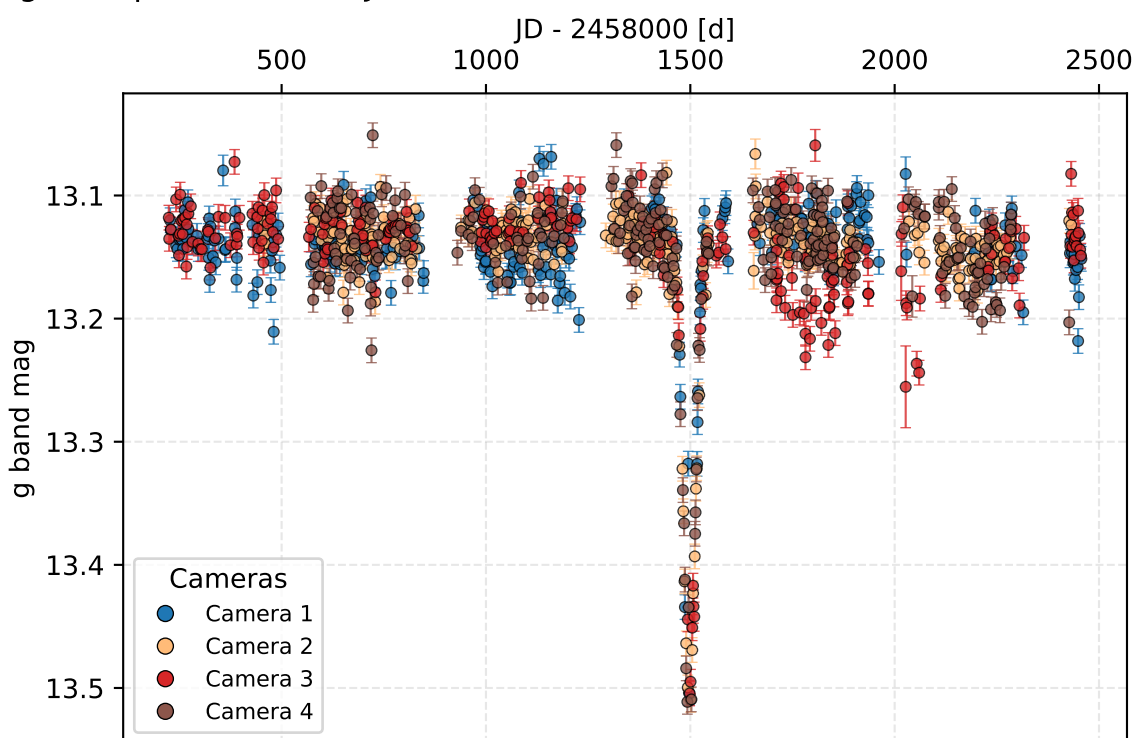 JD - 2458000 [d]
500 1000 1500 2000 2500
g band mag
13.1
13.2
13.3
13.4
13.5
Cameras
Camera 1
Camera 2
Camera 3
Camera 4